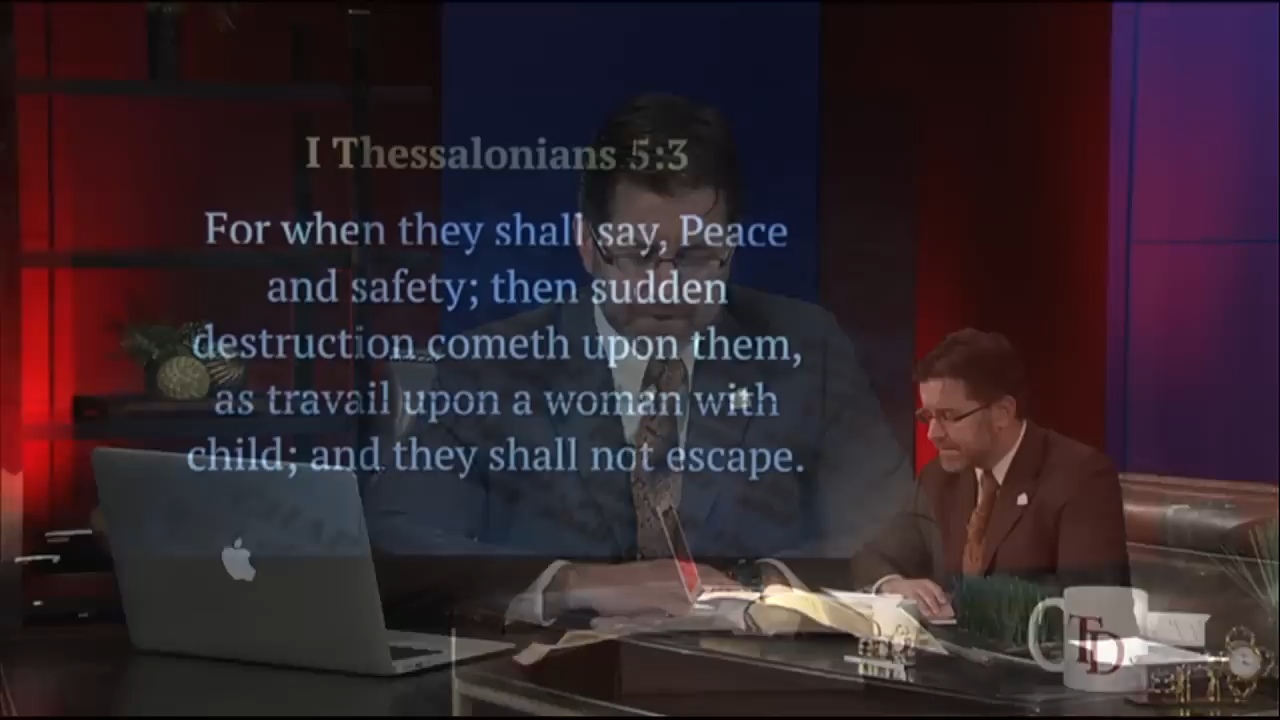 I Thessalonians 5:3
For when they shall say, Peace
and safety; then sudden
destruction cometh upon them,
as travail upon a woman with
child; and they shall not escape.
TD